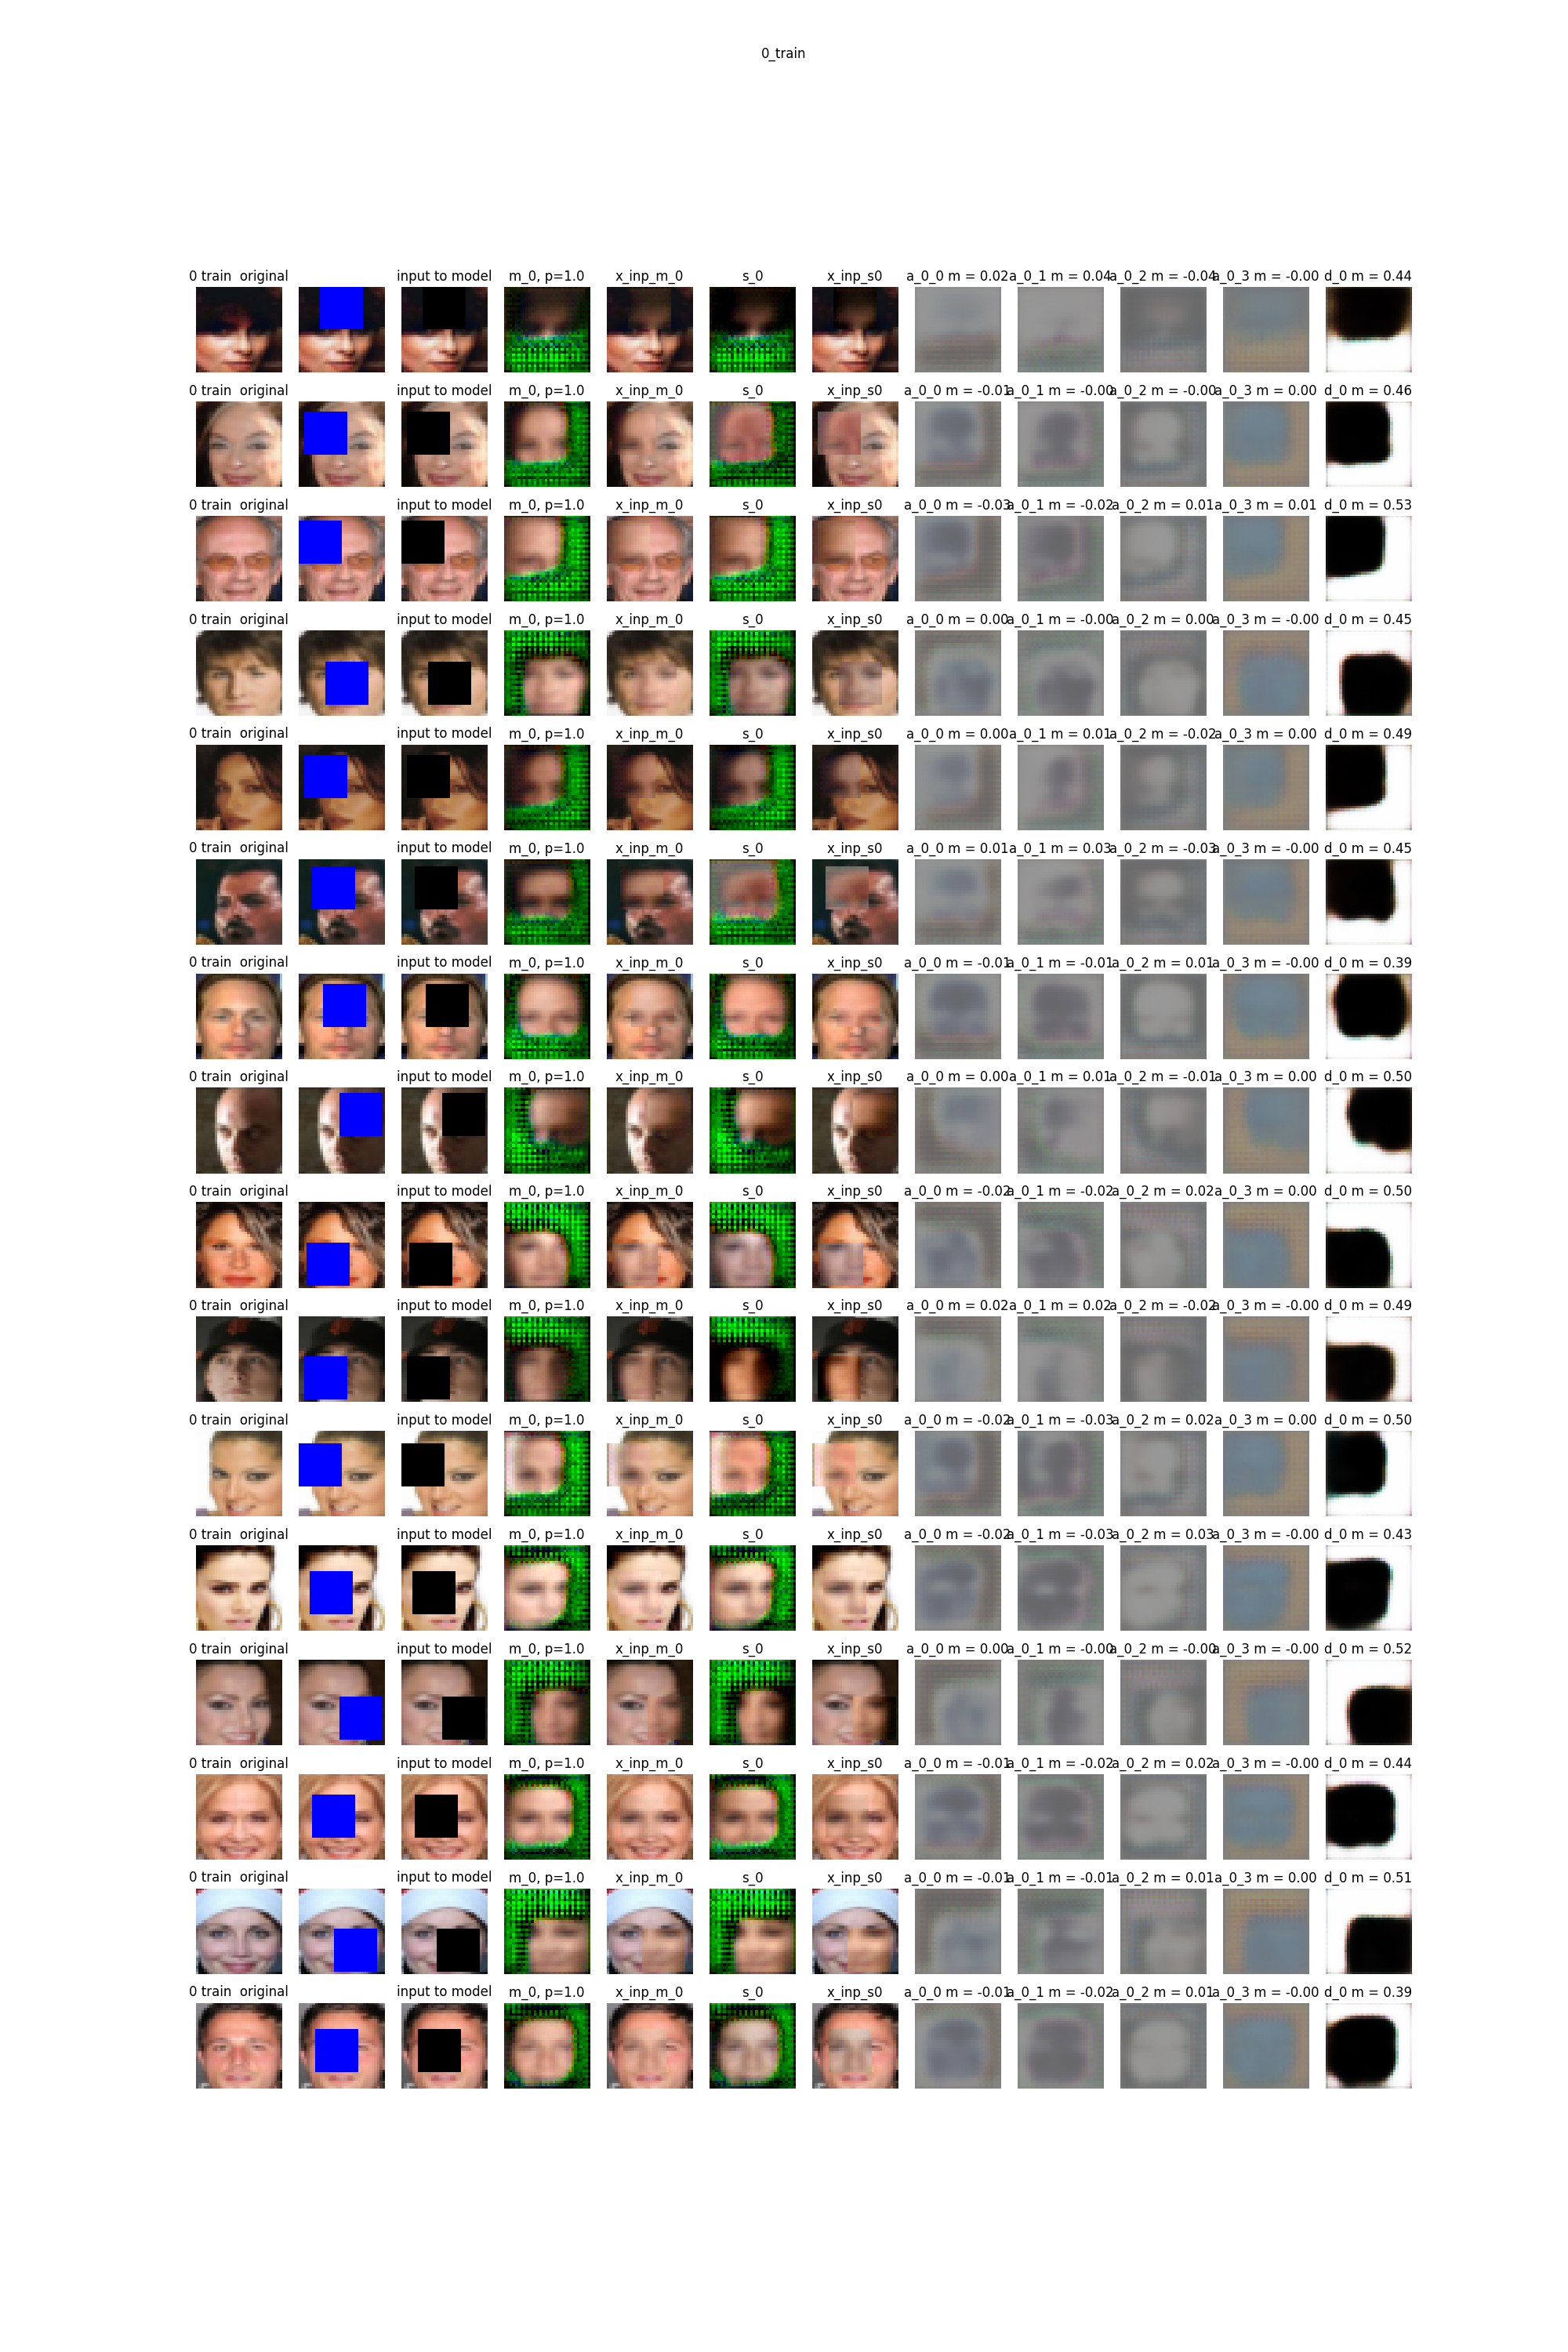 0_train
0 train  original input to model m_0, p=1.0 x_inp_m_0 s_0 x_inp_s0 a_0_0 m = 0.02 a_0_1 m = 0.04 a_0_2 m = -0.04 a_0_3 m = -0.00 d_0 m = 0.44
0 train  original input to model m_0, p=1.0 x_inp_m_0 s_0 x_inp_s0 a_0_0 m = -0.01 a_0_1 m = -0.00 a_0_2 m = -0.00 a_0_3 m = 0.00 d_0 m = 0.46
0 train  original input to model m_0, p=1.0 x_inp_m_0 s_0 x_inp_s0 a_0_0 m = -0.03 a_0_1 m = -0.02 a_0_2 m = 0.01 a_0_3 m = 0.01 d_0 m = 0.53
0 train  original input to model m_0, p=1.0 x_inp_m_0 s_0 x_inp_s0 a_0_0 m = 0.00 a_0_1 m = -0.00 a_0_2 m = 0.00 a_0_3 m = -0.00 d_0 m = 0.45
0 train  original input to model m_0, p=1.0 x_inp_m_0 s_0 x_inp_s0 a_0_0 m = 0.00 a_0_1 m = 0.01 a_0_2 m = -0.02 a_0_3 m = 0.00 d_0 m = 0.49
0 train  original input to model m_0, p=1.0 x_inp_m_0 s_0 x_inp_s0 a_0_0 m = 0.01 a_0_1 m = 0.03 a_0_2 m = -0.03 a_0_3 m = -0.00 d_0 m = 0.45
0 train  original input to model m_0, p=1.0 x_inp_m_0 s_0 x_inp_s0 a_0_0 m = -0.01 a_0_1 m = -0.01 a_0_2 m = 0.01 a_0_3 m = -0.00 d_0 m = 0.39
0 train  original input to model m_0, p=1.0 x_inp_m_0 s_0 x_inp_s0 a_0_0 m = 0.00 a_0_1 m = 0.01 a_0_2 m = -0.01 a_0_3 m = 0.00 d_0 m = 0.50
0 train  original input to model m_0, p=1.0 x_inp_m_0 s_0 x_inp_s0 a_0_0 m = -0.02 a_0_1 m = -0.02 a_0_2 m = 0.02 a_0_3 m = 0.00 d_0 m = 0.50
0 train  original input to model m_0, p=1.0 x_inp_m_0 s_0 x_inp_s0 a_0_0 m = 0.02 a_0_1 m = 0.02 a_0_2 m = -0.02 a_0_3 m = -0.00 d_0 m = 0.49
0 train  original input to model m_0, p=1.0 x_inp_m_0 s_0 x_inp_s0 a_0_0 m = -0.02 a_0_1 m = -0.03 a_0_2 m = 0.02 a_0_3 m = 0.00 d_0 m = 0.50
0 train  original input to model m_0, p=1.0 x_inp_m_0 s_0 x_inp_s0 a_0_0 m = -0.02 a_0_1 m = -0.03 a_0_2 m = 0.03 a_0_3 m = -0.00 d_0 m = 0.43
0 train  original input to model m_0, p=1.0 x_inp_m_0 s_0 x_inp_s0 a_0_0 m = 0.00 a_0_1 m = -0.00 a_0_2 m = -0.00 a_0_3 m = -0.00 d_0 m = 0.52
0 train  original input to model m_0, p=1.0 x_inp_m_0 s_0 x_inp_s0 a_0_0 m = -0.01 a_0_1 m = -0.02 a_0_2 m = 0.02 a_0_3 m = -0.00 d_0 m = 0.44
0 train  original input to model m_0, p=1.0 x_inp_m_0 s_0 x_inp_s0 a_0_0 m = -0.01 a_0_1 m = -0.01 a_0_2 m = 0.01 a_0_3 m = 0.00 d_0 m = 0.51
0 train  original input to model m_0, p=1.0 x_inp_m_0 s_0 x_inp_s0 a_0_0 m = -0.01 a_0_1 m = -0.02 a_0_2 m = 0.01 a_0_3 m = -0.00 d_0 m = 0.39